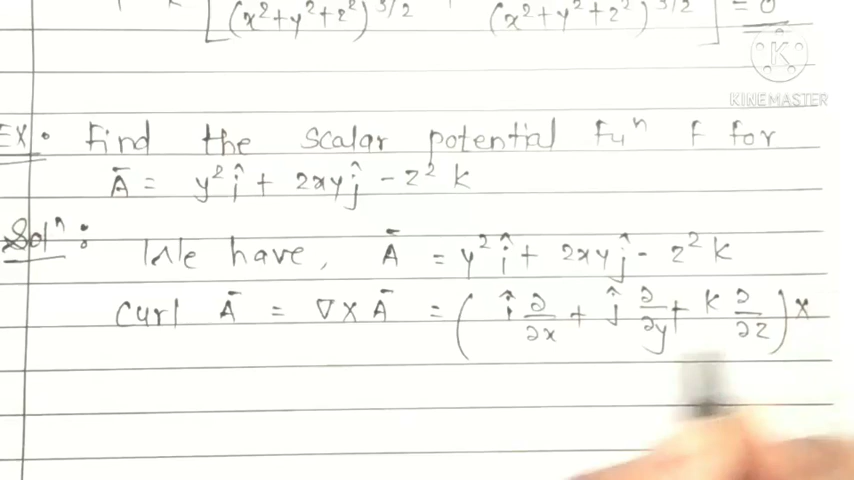 [ (x²+y²+z²)^3/2 (x²+y²+z²)^3/2 ] = 0
K
KINEMASTER
EX. Find the scalar potential Fuⁿ F for
Ā = y² î + 2xy ĵ - z² k
Solⁿ :
We have, Ā = y² î + 2xy ĵ - z² k
Curl Ā = ∇ X Ā = ( î ∂/∂x + ĵ ∂/∂y + k ∂/∂z ) X